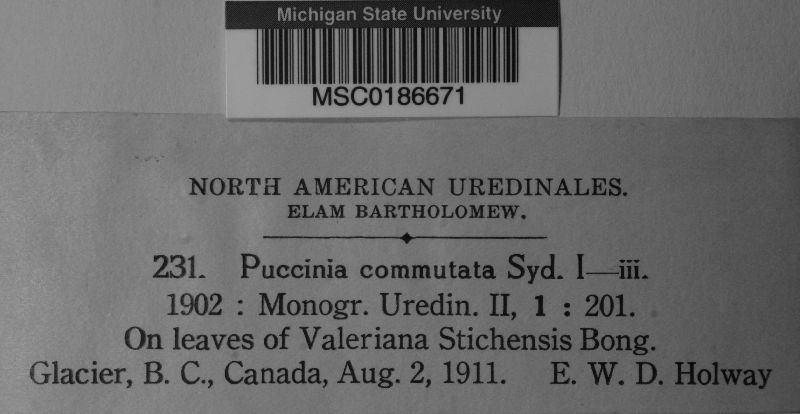 Michigan State University
MSC0186671
NORTH AMERICAN UREDINALES.
ELAM BARTHOLOMEW.
231. Puccinia commutata Syd. I—iii.
1902 : Monogr. Uredin. II, 1 : 201.
On leaves of Valeriana Stichensis Bong.
Glacier, B. C., Canada, Aug. 2, 1911. E. W. D. Holway